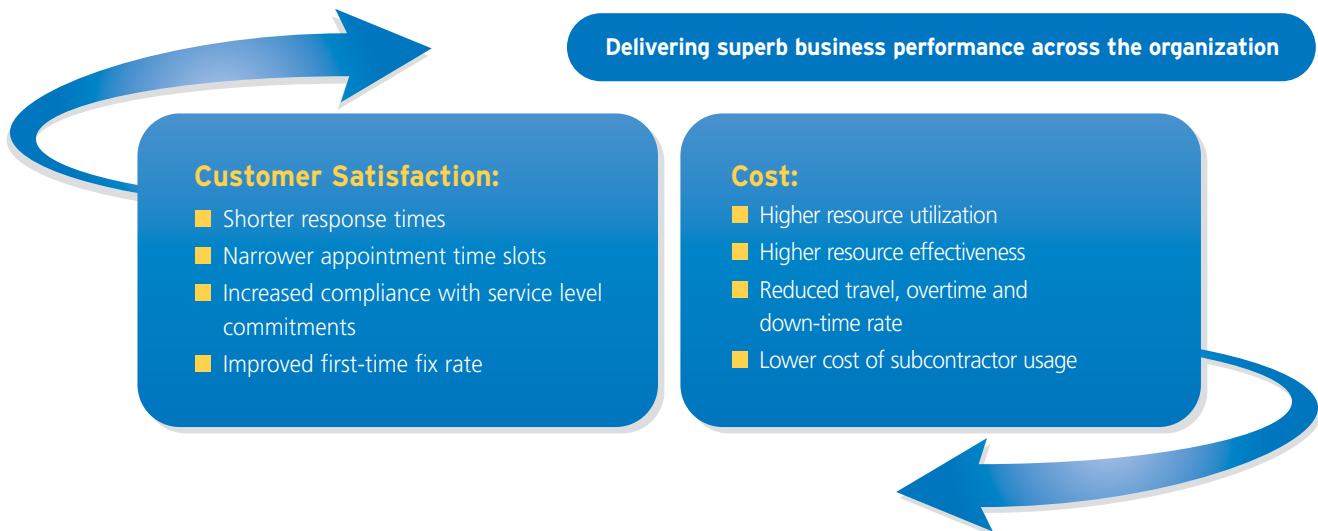 Delivering superb business performance across the organization
Customer Satisfaction:
Shorter response times
Narrower appointment time slots
Increased compliance with service level
commitments
Improved first-time fix rate
Cost:
Higher resource utilization
Higher resource effectiveness
Reduced travel, overtime and
down-time rate
Lower cost of subcontractor usage